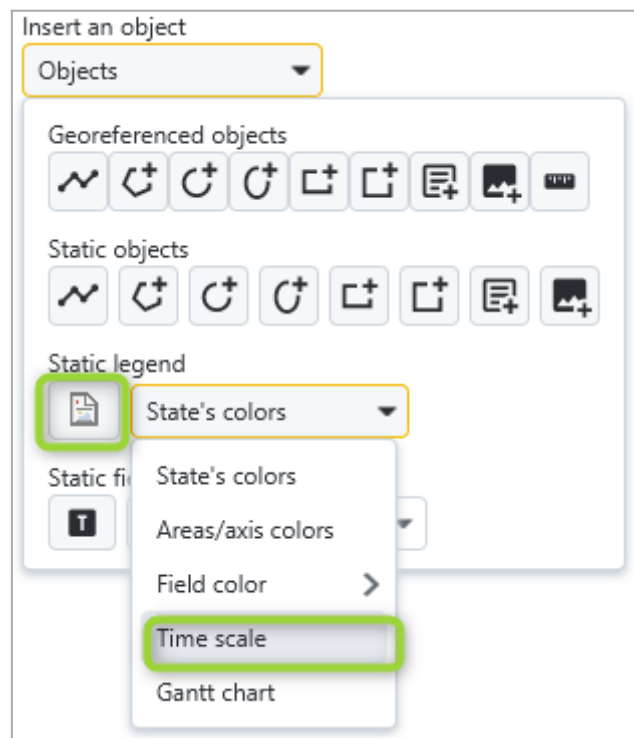 Insert an object
Objects
Georeferenced objects
Static objects
Static legend
State's colors
Static fi
State's colors
Areas/axis colors
Field color
Time scale
Gantt chart
T